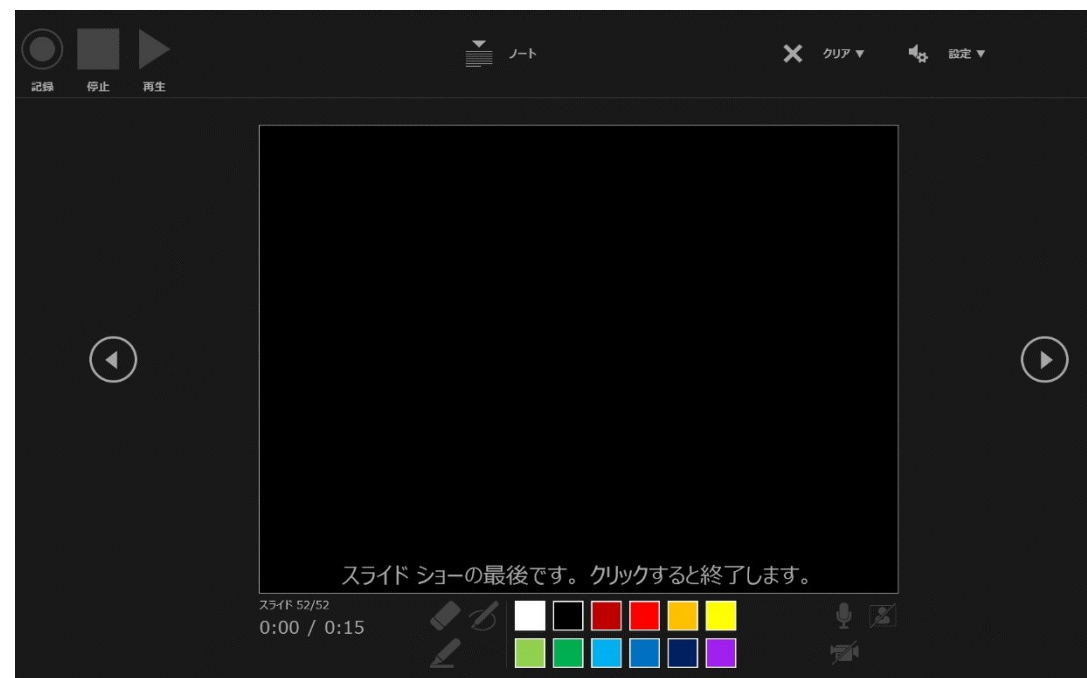 記録
停止
再生
ノート
クリア ▼
設定 ▼
スライド ショーの最後です。クリックすると終了します。
スライド 52/52
0:00 / 0:15